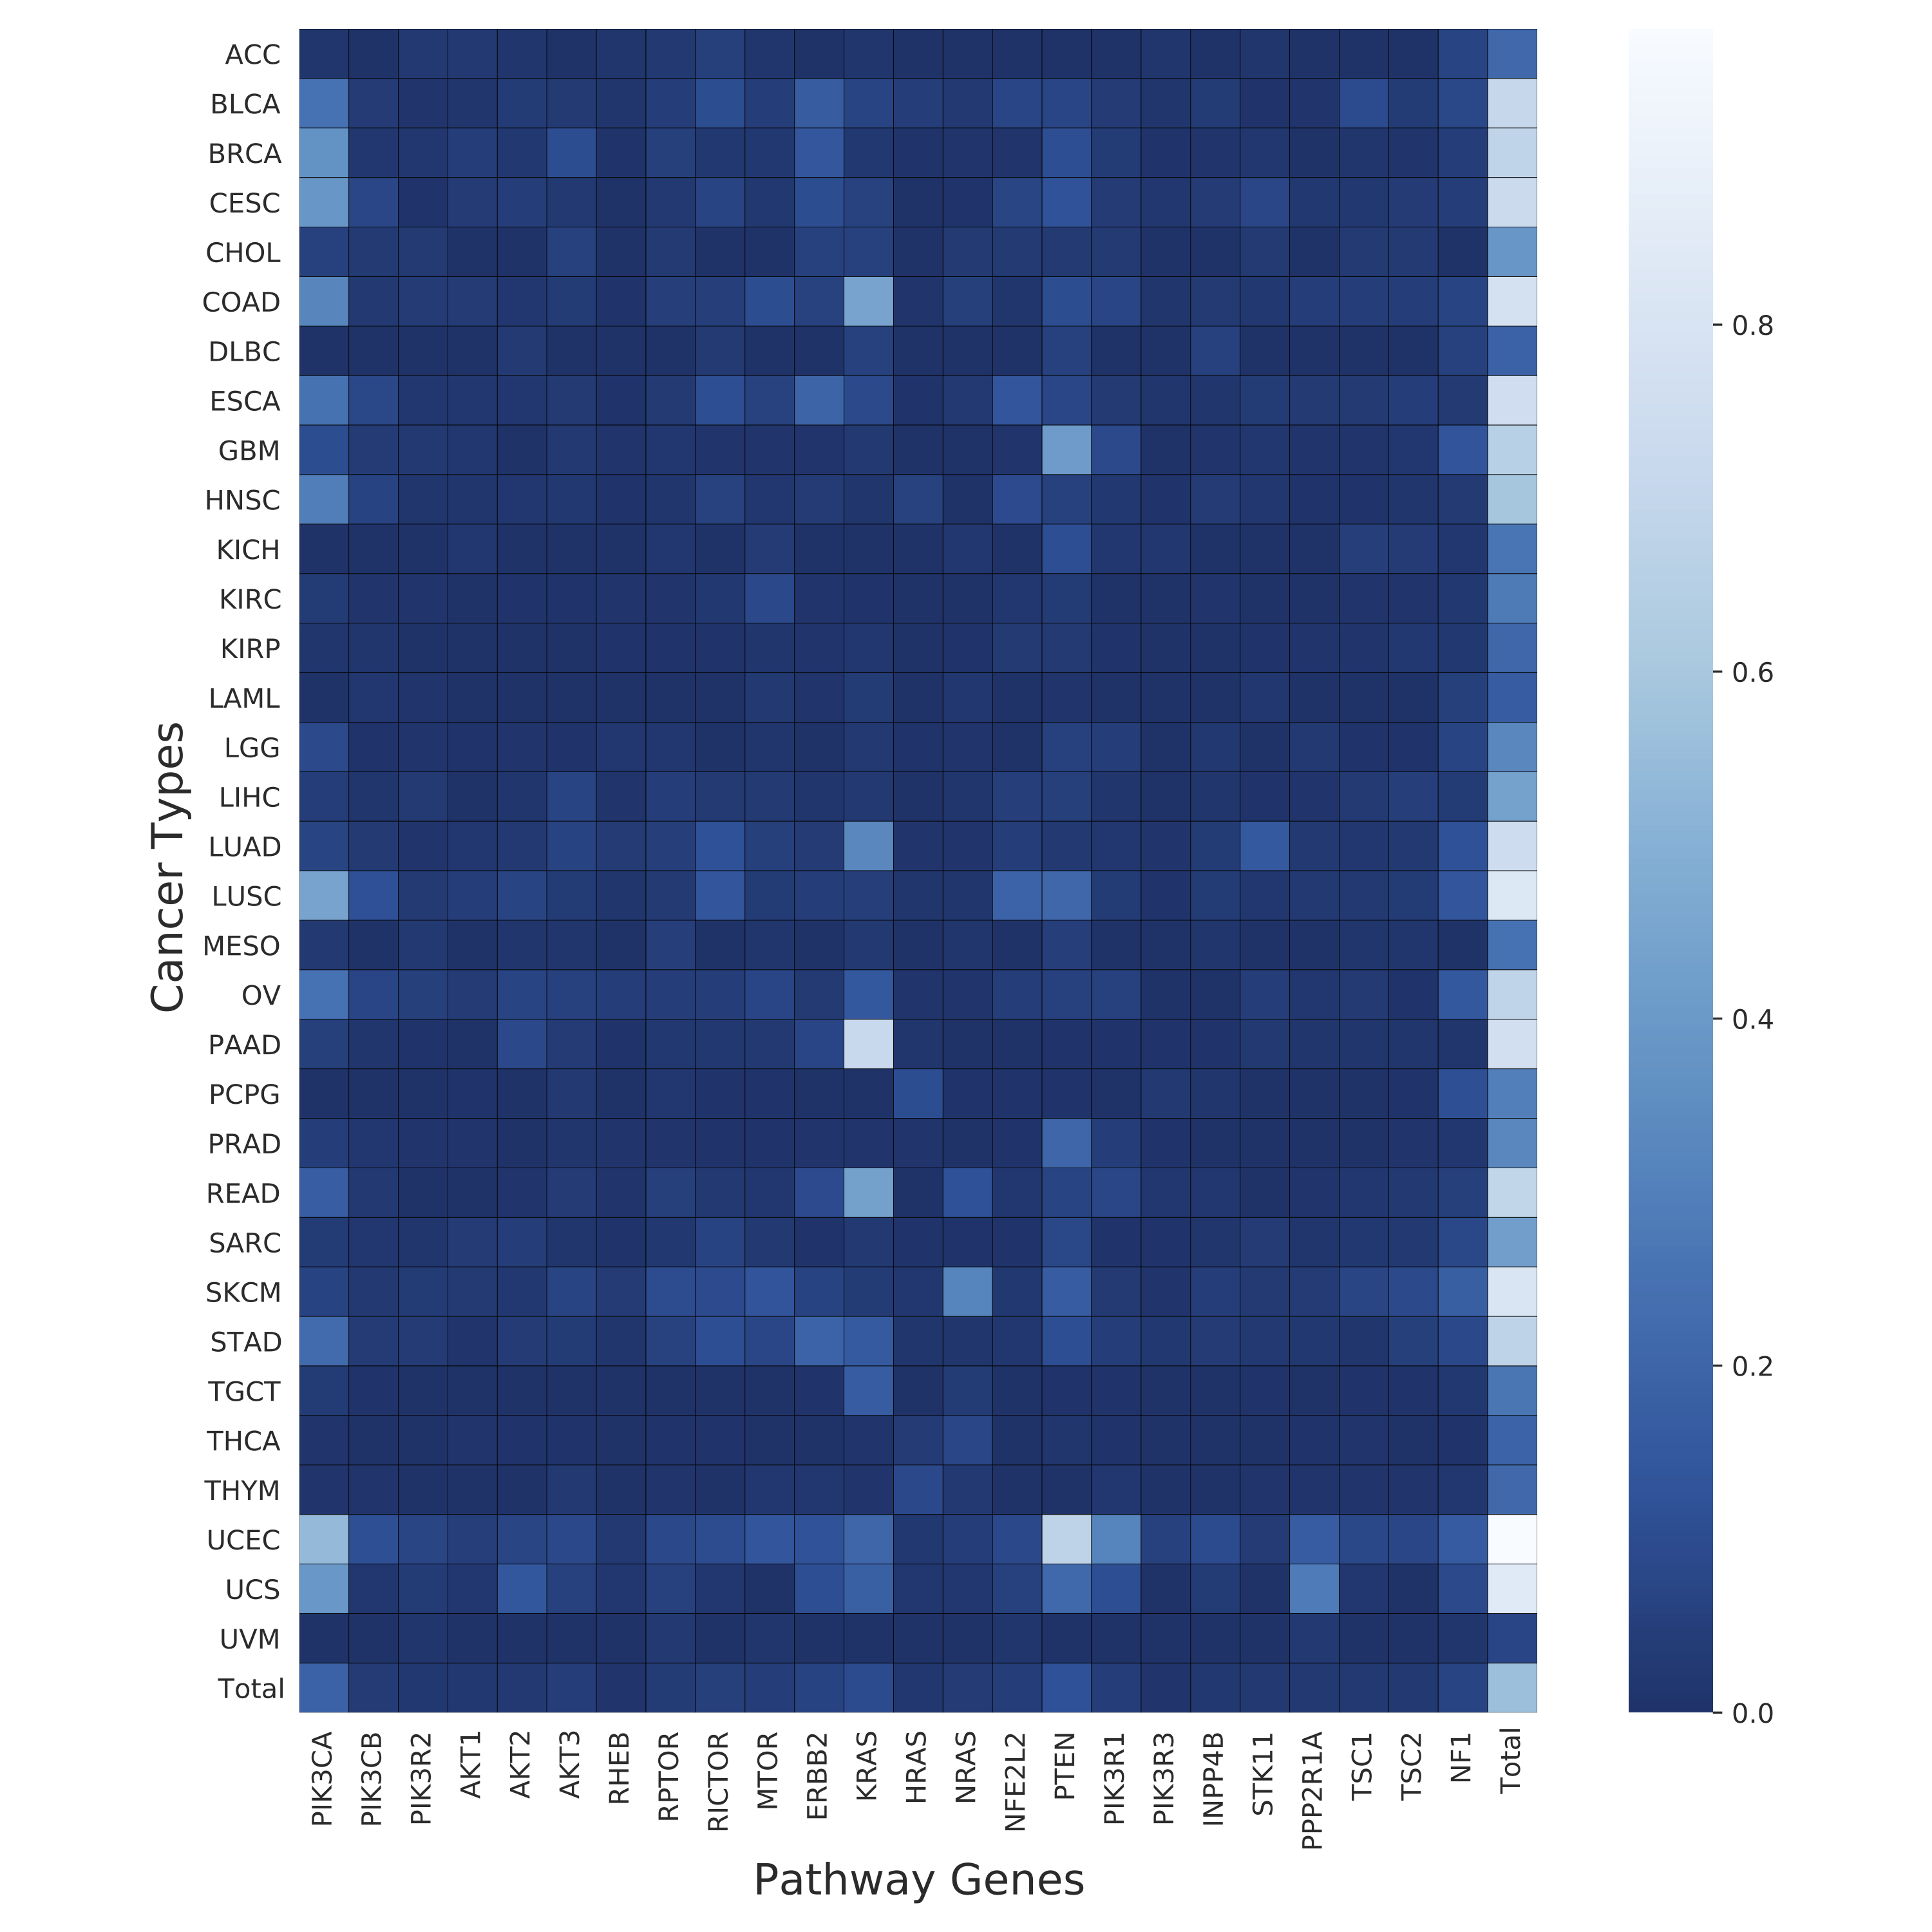 ACC
BLCA
BRCA
CESC
CHOL
COAD
DLBC
ESCA
GBM
HNSC
KICH
KIRC
KIRP
LAML
LGG
LIHC
LUAD
LUSC
MESO
OV
PAAD
PCPG
PRAD
READ
SARC
SKCM
STAD
TGCT
THCA
THYM
UCEC
UCS
UVM
Total
Cancer Types
PIK3CA
PIK3CB
PIK3R2
AKT1
AKT2
AKT3
RHEB
RPTOR
RICTOR
MTOR
ERBB2
KRAS
HRAS
NRAS
NFE2L2
PTEN
PIK3R1
PIK3R3
INPP4B
STK11
PPP2R1A
TSC1
TSC2
NF1
Total
Pathway Genes
0.8
0.6
0.4
0.2
0.0